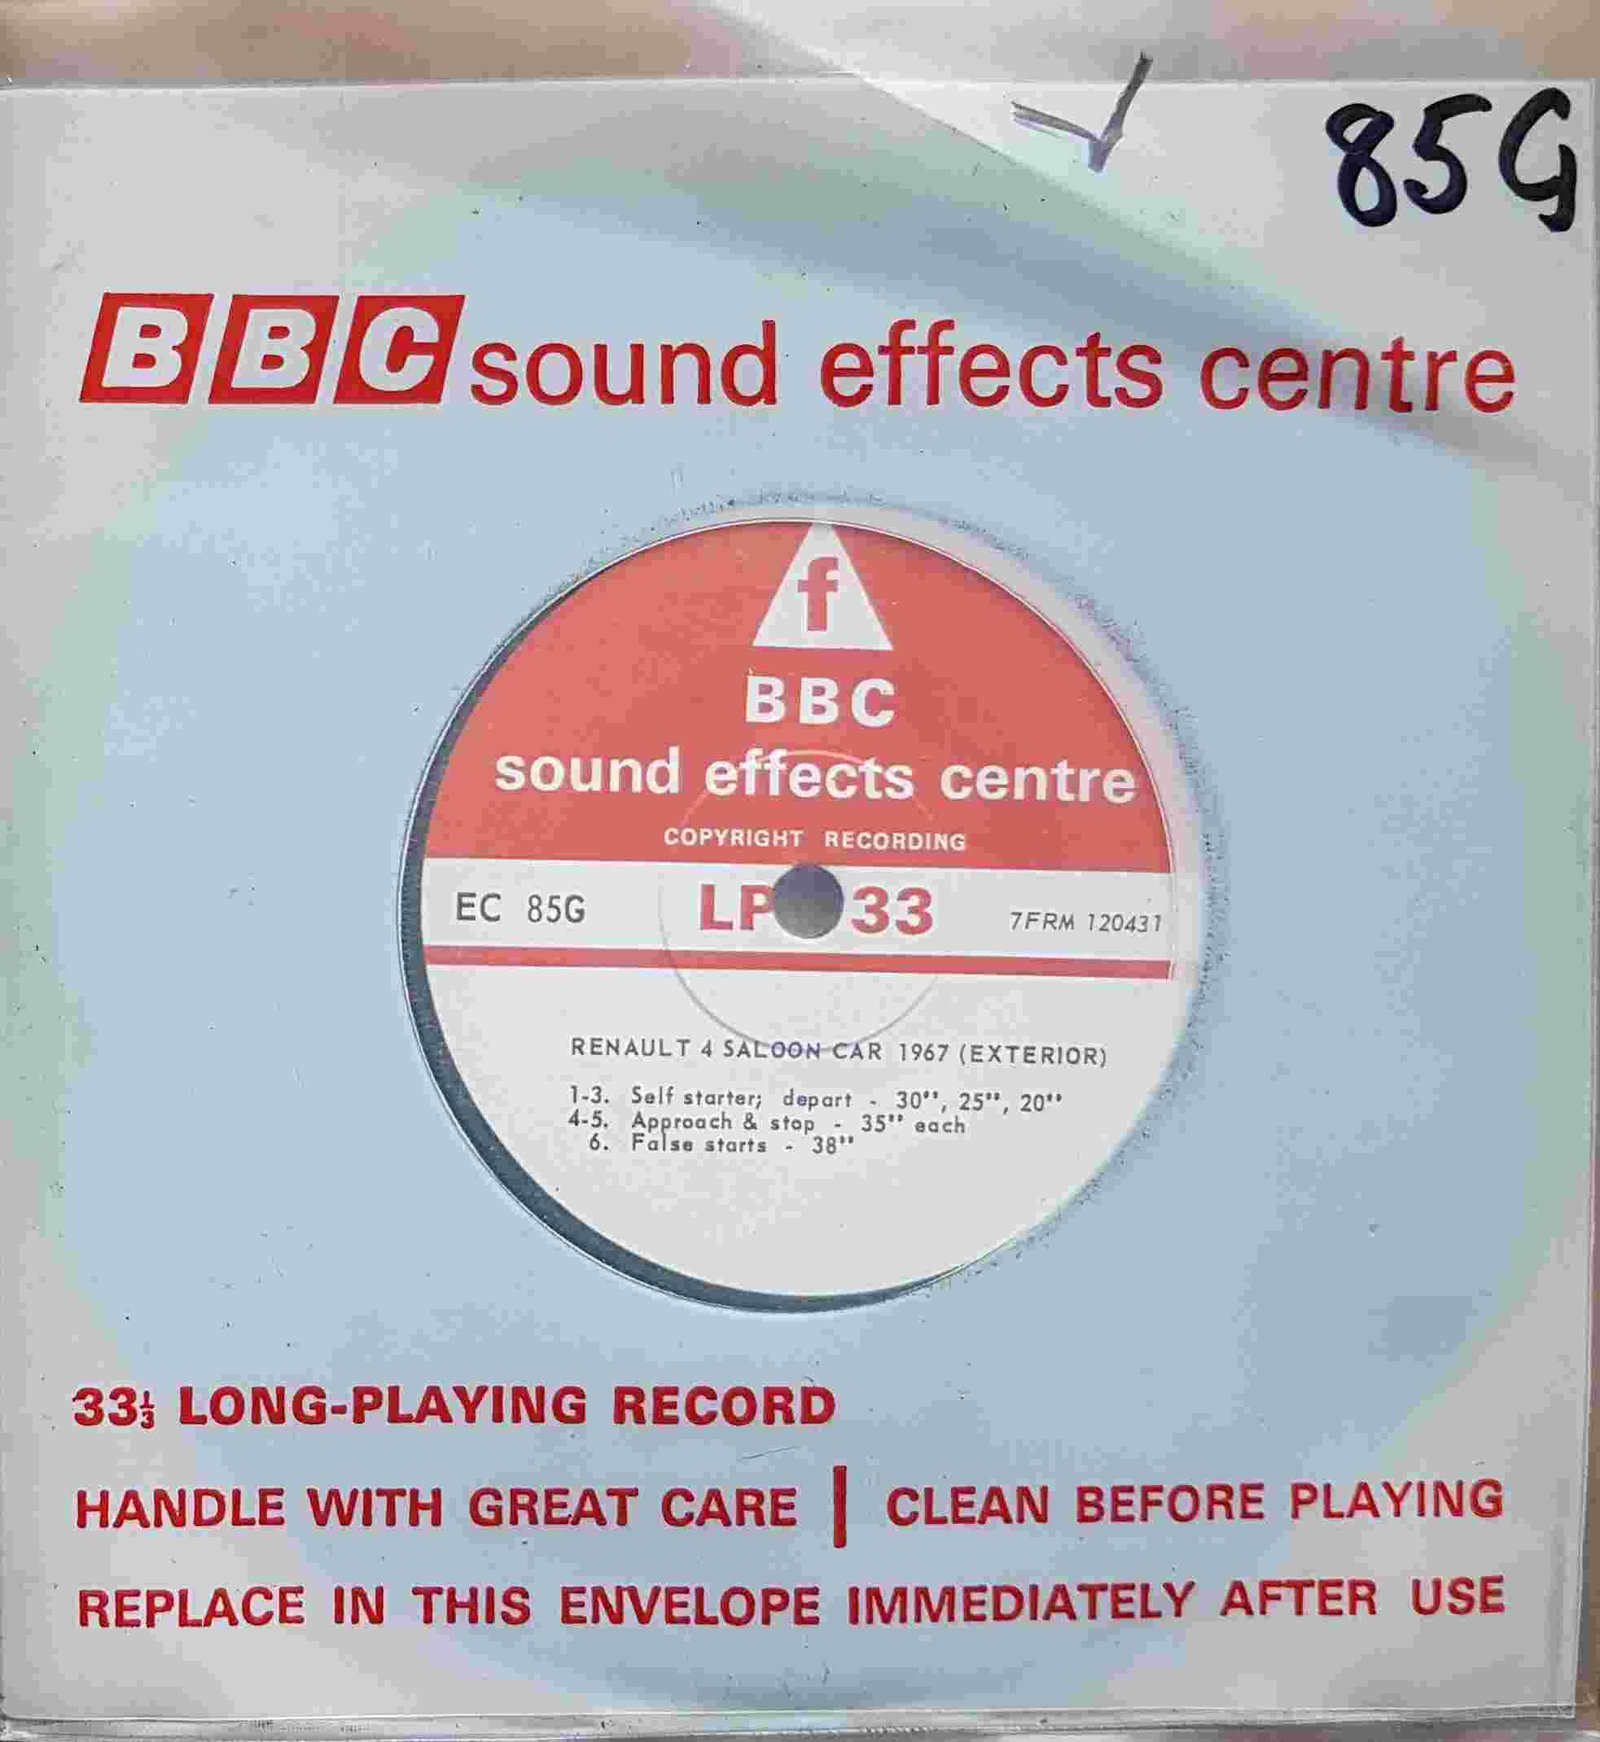 85G
BBC sound effects centre
f
BBC
sound effects centre
COPYRIGHT RECORDING
EC 85G LP 33 7FRM 120431
RENAULT 4 SALOON CAR 1967 (EXTERIOR)
1-3. Self starter; depart - 30'', 25'', 20''
4-5. Approach & stop - 35'' each
6. False starts - 38''
33⅓ LONG-PLAYING RECORD
HANDLE WITH GREAT CARE | CLEAN BEFORE PLAYING
REPLACE IN THIS ENVELOPE IMMEDIATELY AFTER USE